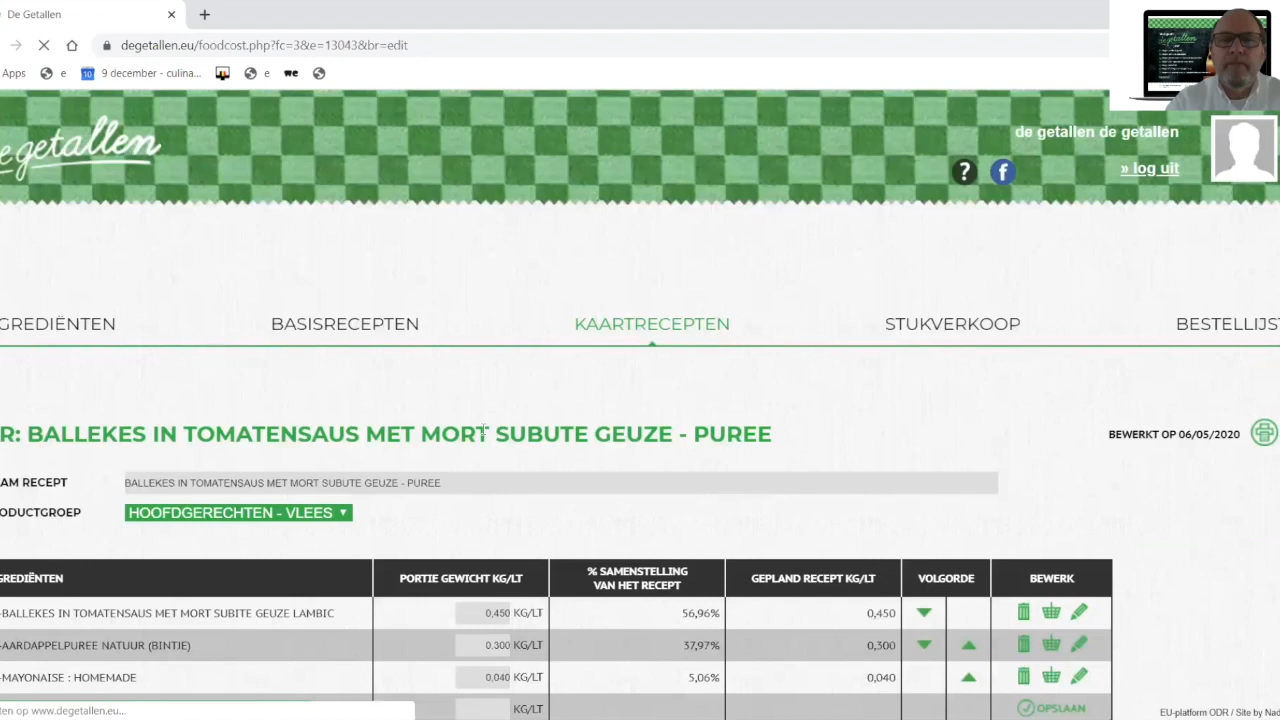 De Getallen
degetallen.eu/foodcost.php?fc=3&e=13043&br=edit
Apps e 9 december - culina... e
getallen
de getallen de getallen
? f » log uit
GREDIËNTEN BASISRECEPTEN KAARTRECEPTEN STUKVERKOOP BESTELLIJST
R: BALLEKES IN TOMATENSAUS MET MORT SUBUTE GEUZE - PUREE
BEWERKT OP 06/05/2020
AM RECEPT BALLEKES IN TOMATENSAUS MET MORT SUBUTE GEUZE - PUREE
ODUCTGROEP HOOFDGERECHTEN - VLEES
GREDIËNTEN PORTIE GEWICHT KG/LT % SAMENSTELLING VAN HET RECEPT GEPLAND RECEPT KG/LT VOLGORDE BEWERK
-BALLEKES IN TOMATENSAUS MET MORT SUBITE GEUZE LAMBIC 0,450 KG/LT 56,96% 0,450
-AARDAPPELPUREE NATUUR (BINTJE) 0.300 KG/LT 37,97% 0,300
-MAYONAISE : HOMEMADE 0,040 KG/LT 5,06% 0,040
KG/LT OPSLAAN
ten op www.degetallen.eu...
EU-platform ODR / Site by Nad